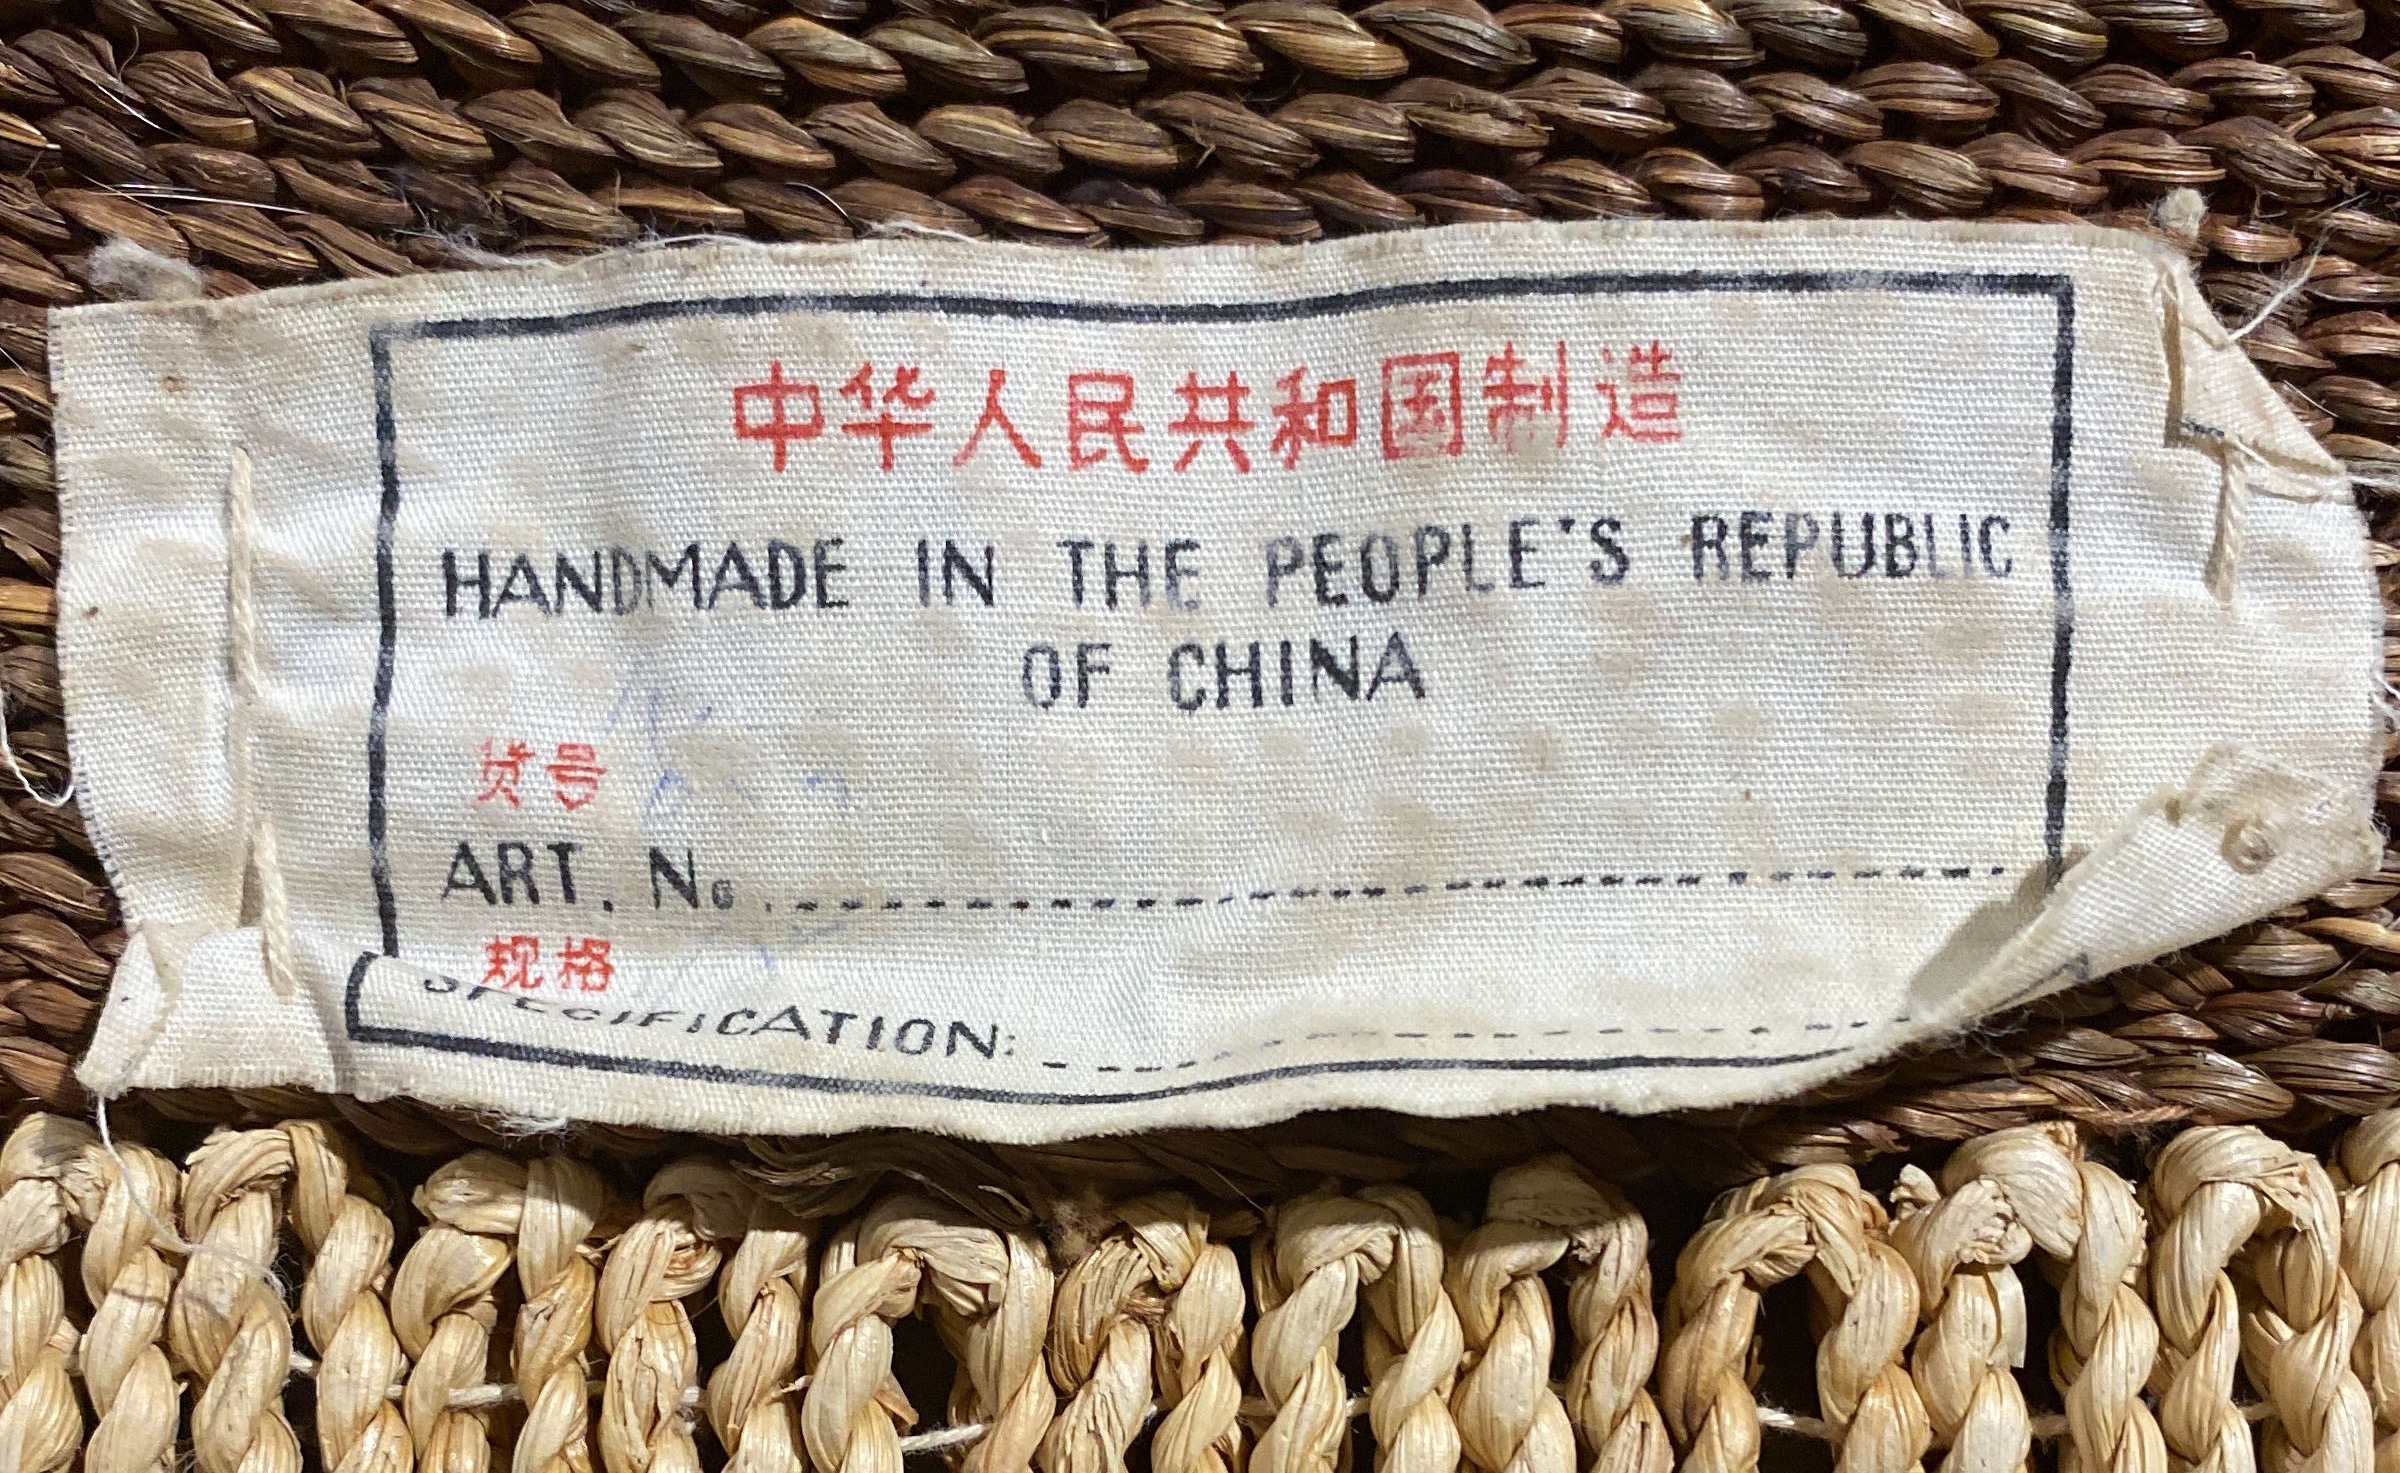 中华人民共和国制造
HANDMADE IN THE PEOPLE'S REPUBLIC
OF CHINA
货号
ART. No.
规格
SPECIFICATION: